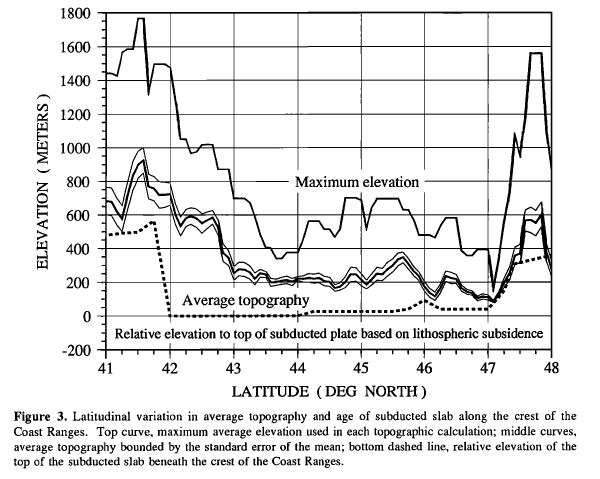 1800
1600
1400
1200
1000
800
600
400
200
0
-200
ELEVATION (METERS)
Maximum elevation
Average topography
Relative elevation to top of subducted plate based on lithospheric subsidence
41 42 43 44 45 46 47 48
LATITUDE ( DEG NORTH )
Figure 3. Latitudinal variation in average topography and age of subducted slab along the crest of the
Coast Ranges. Top curve, maximum average elevation used in each topographic calculation; middle curves,
average topography bounded by the standard error of the mean; bottom dashed line, relative elevation of the
top of the subducted slab beneath the crest of the Coast Ranges.